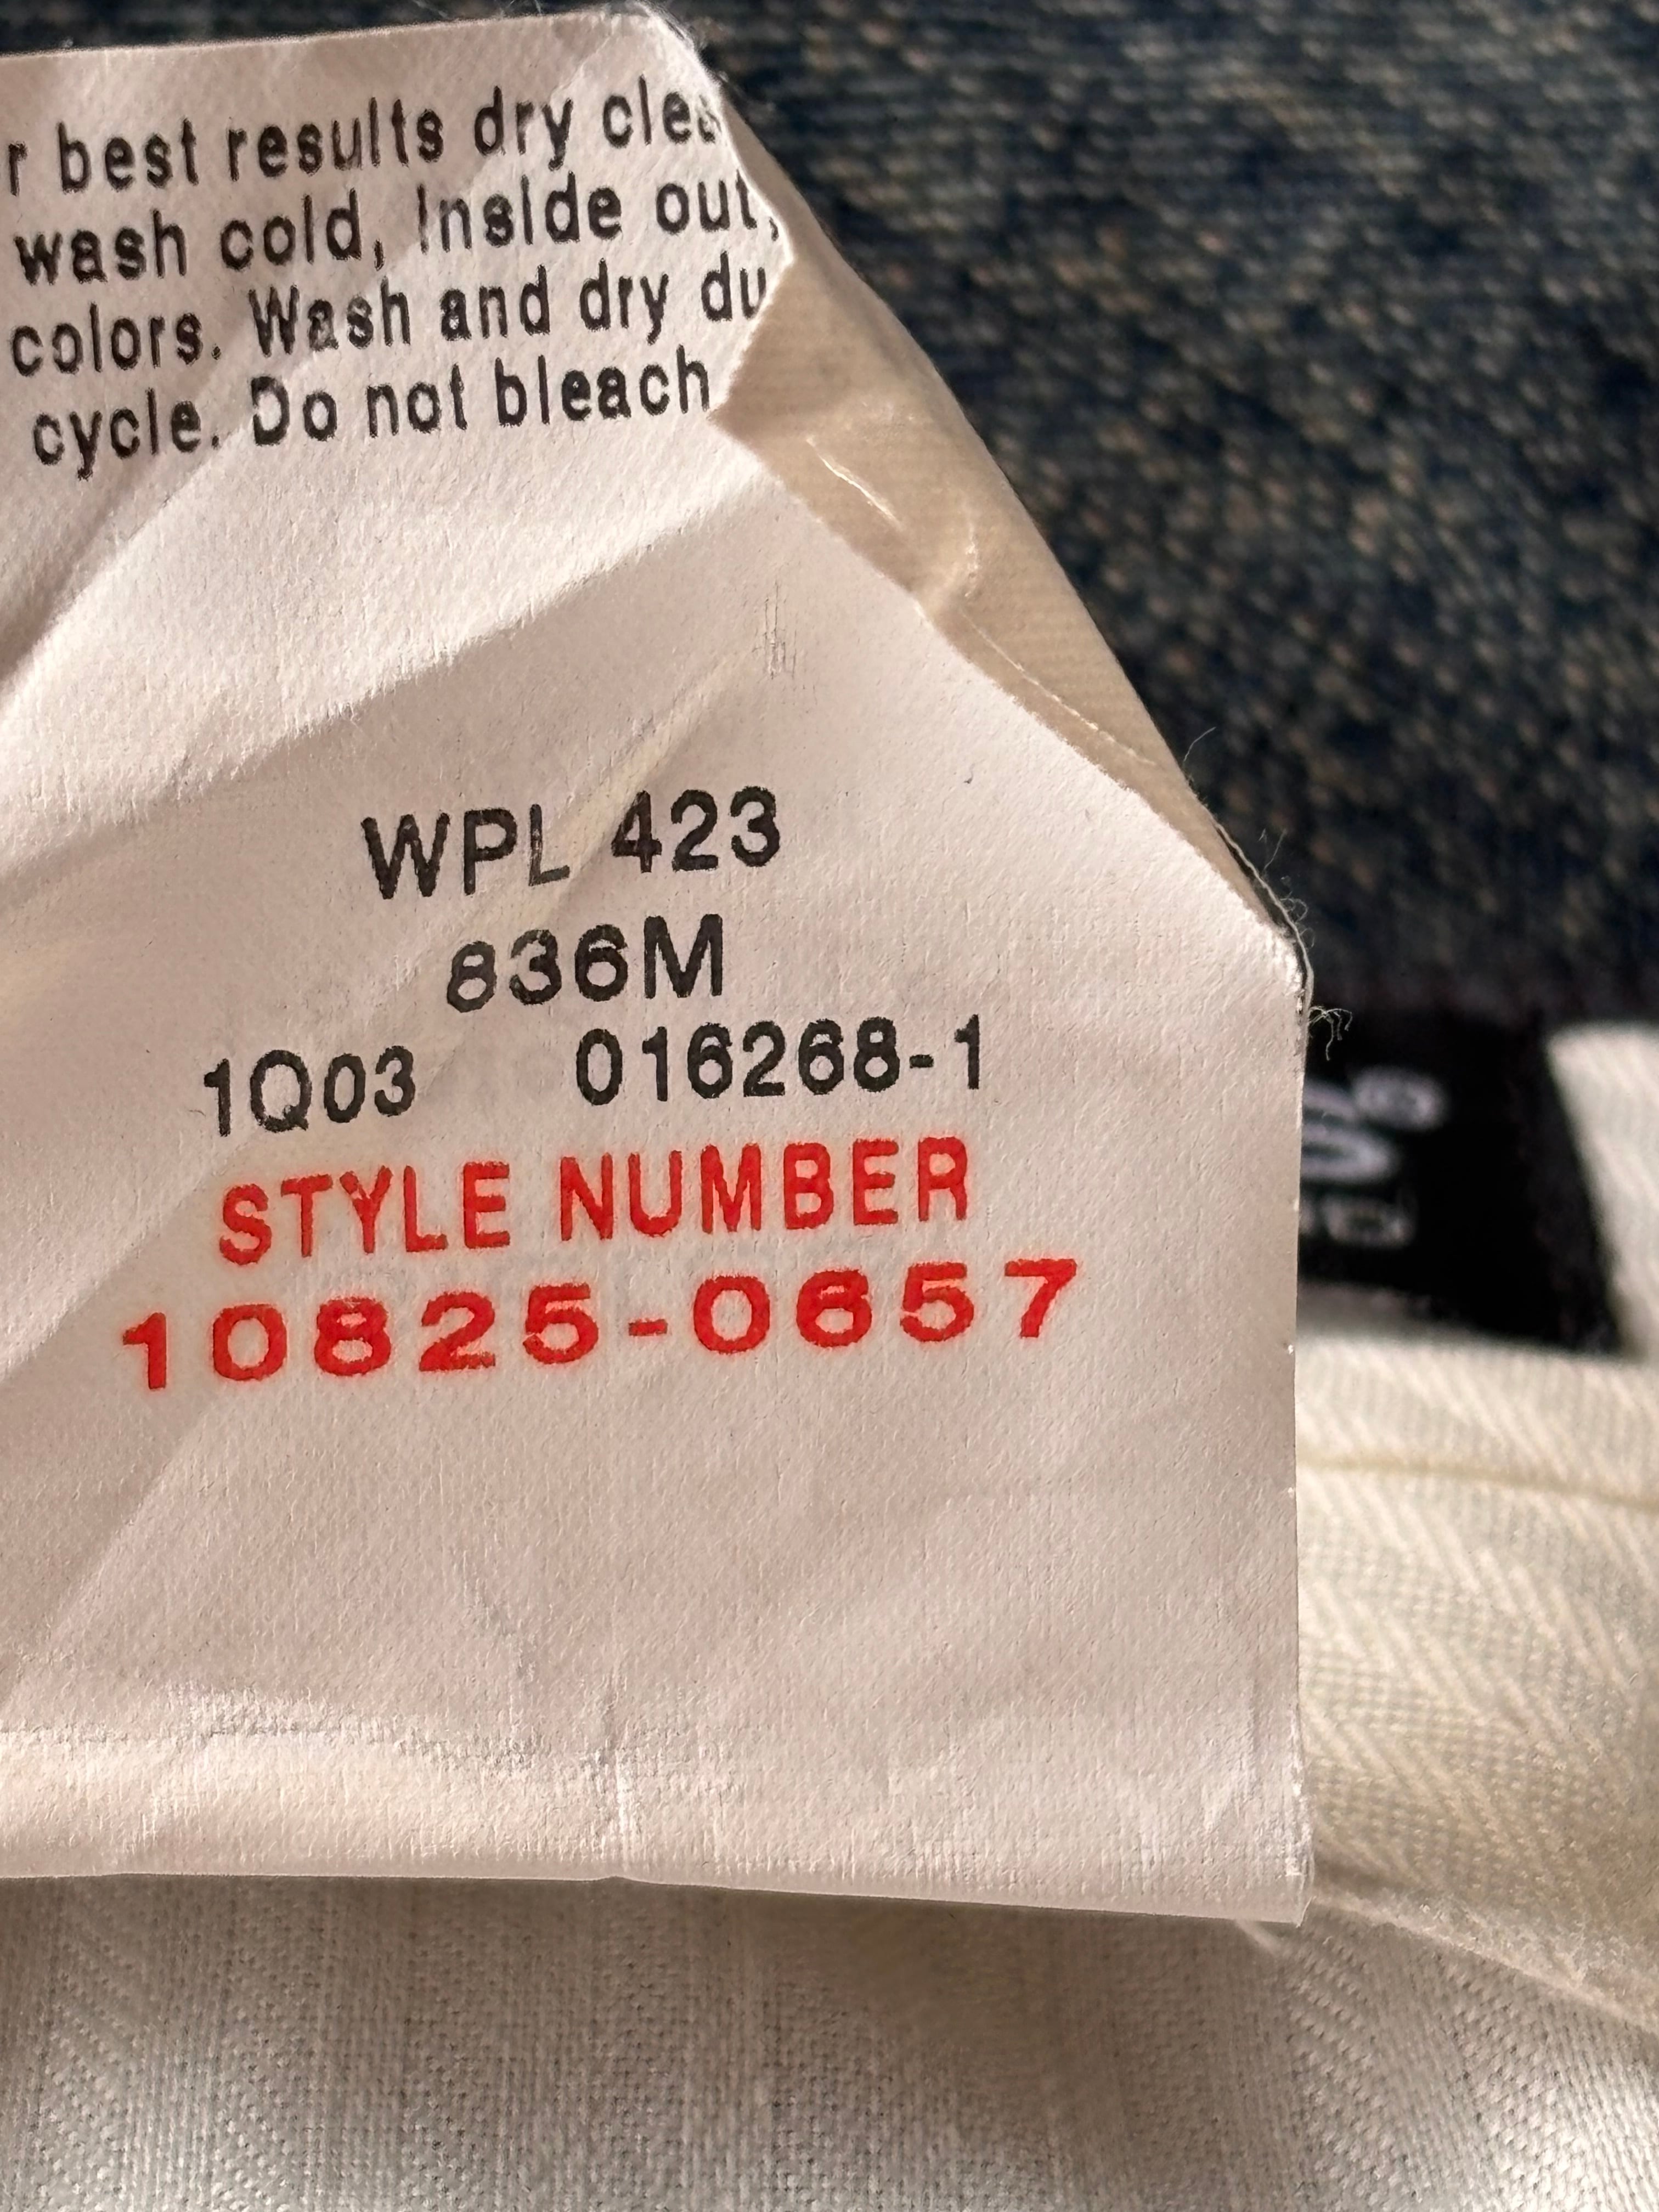 r best results dry clea
wash cold, inside out,
colors. Wash and dry du
cycle. Do not bleach
WPL 423
836M
1Q03 016268-1
STYLE NUMBER
10825-0657